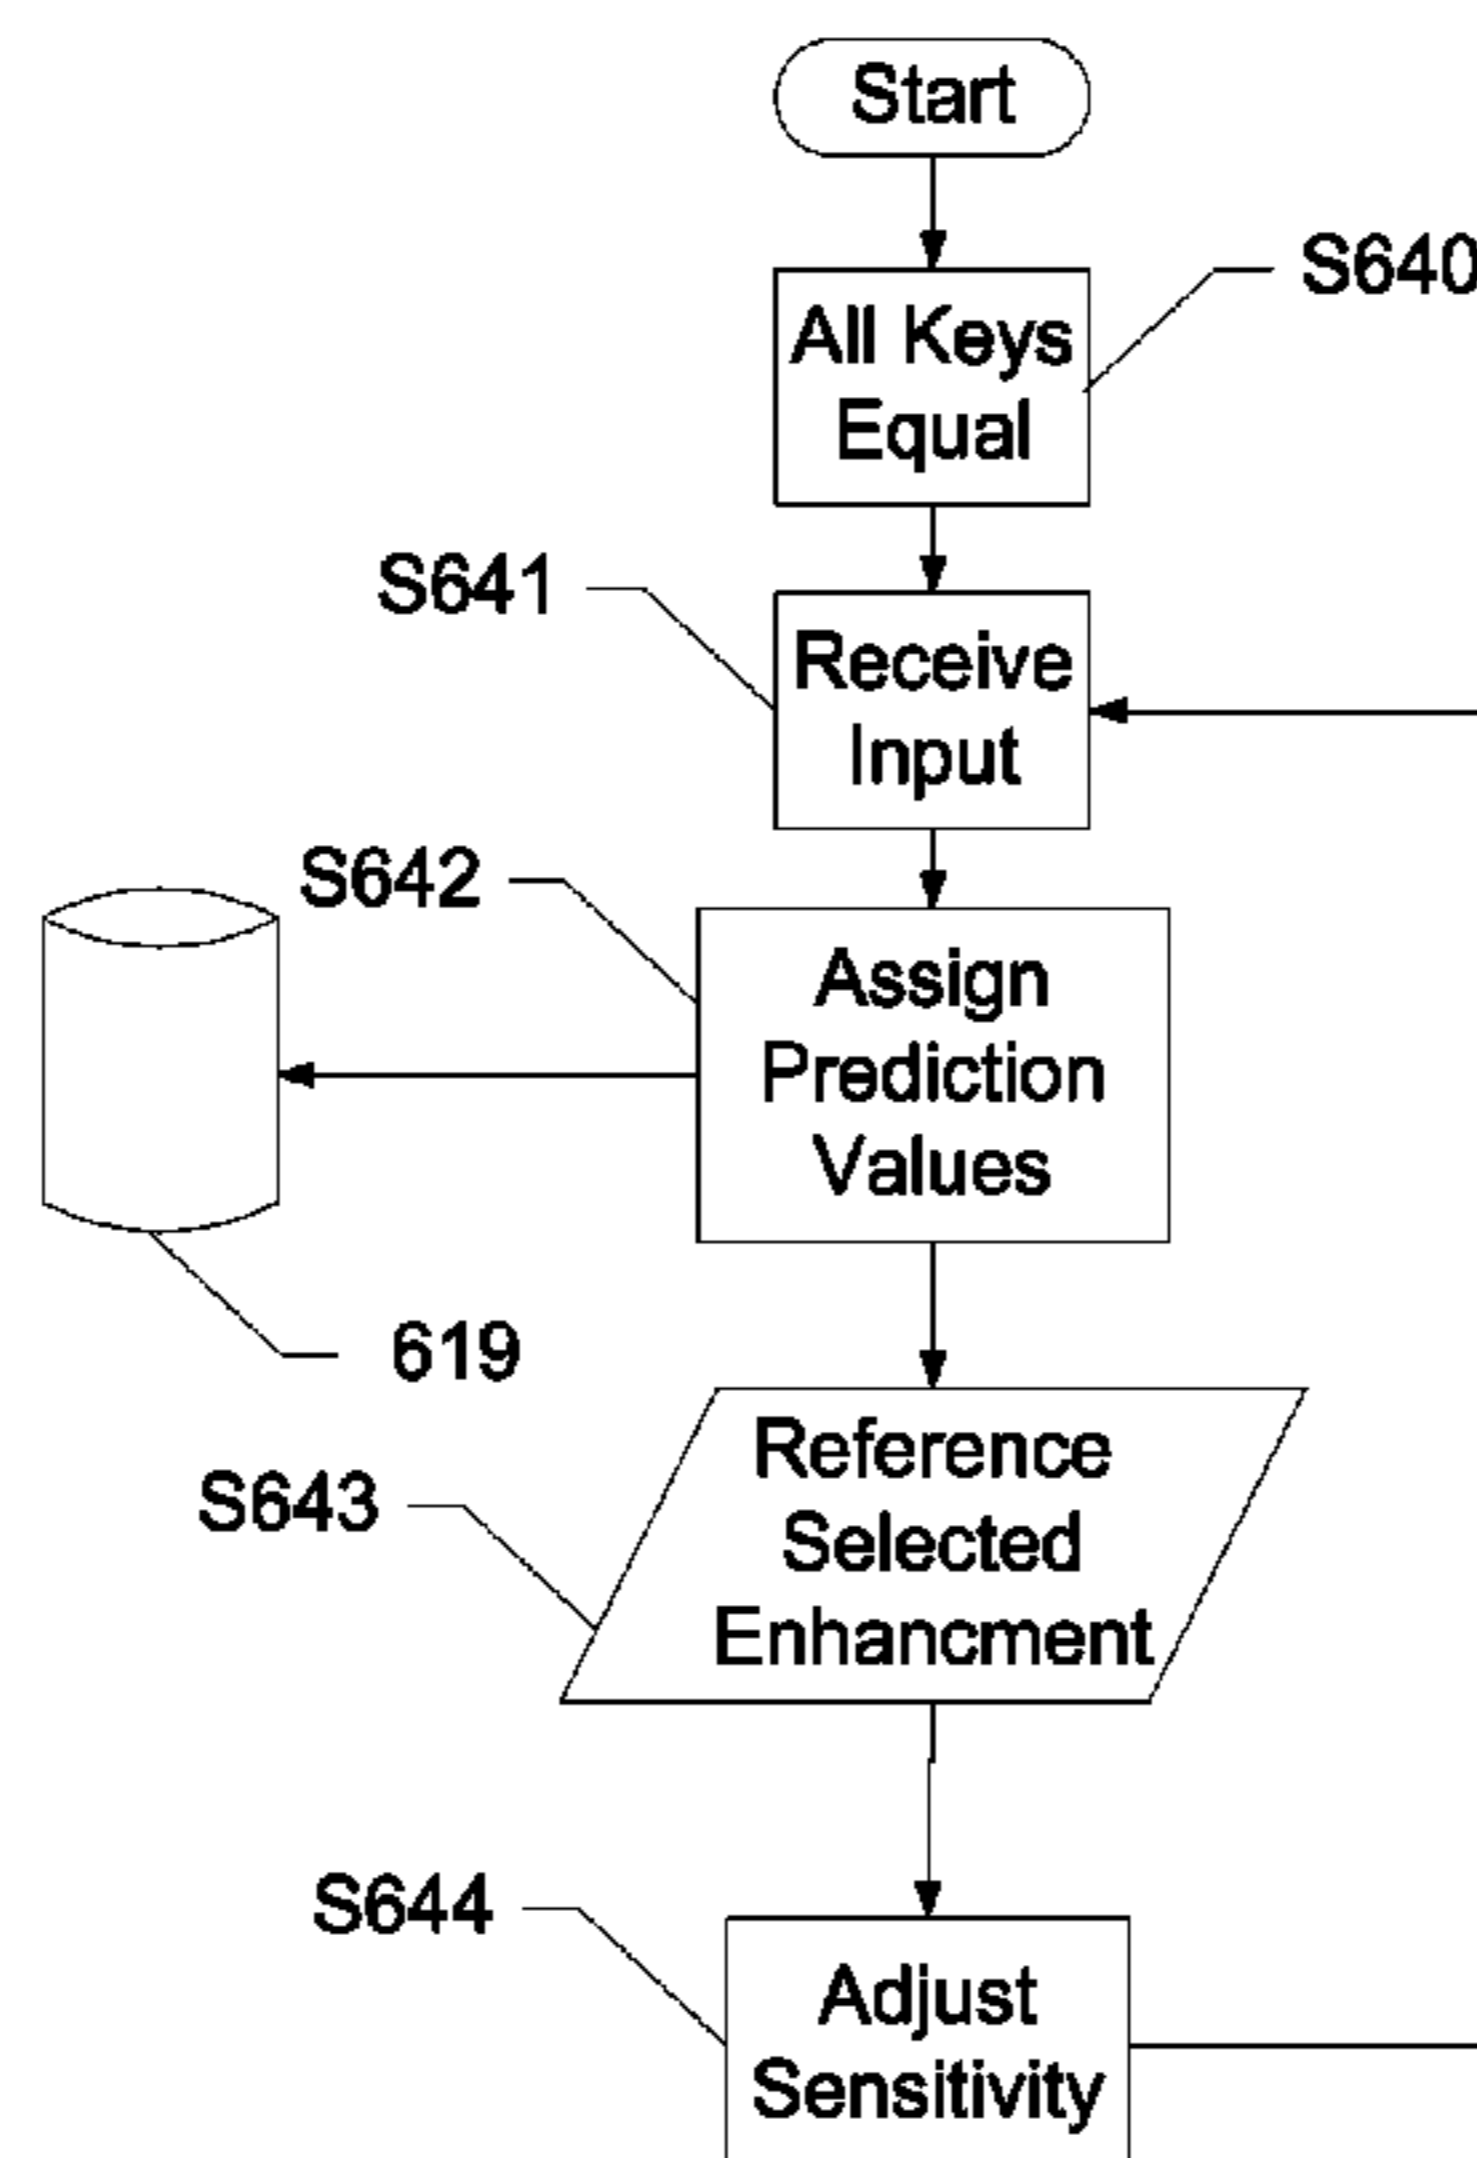 Start
S640
All Keys
Equal
S641
Receive
Input
S642
Assign
Prediction
Values
619
Reference
S643
Selected
Enhancment
S644
Adjust
Sensitivity